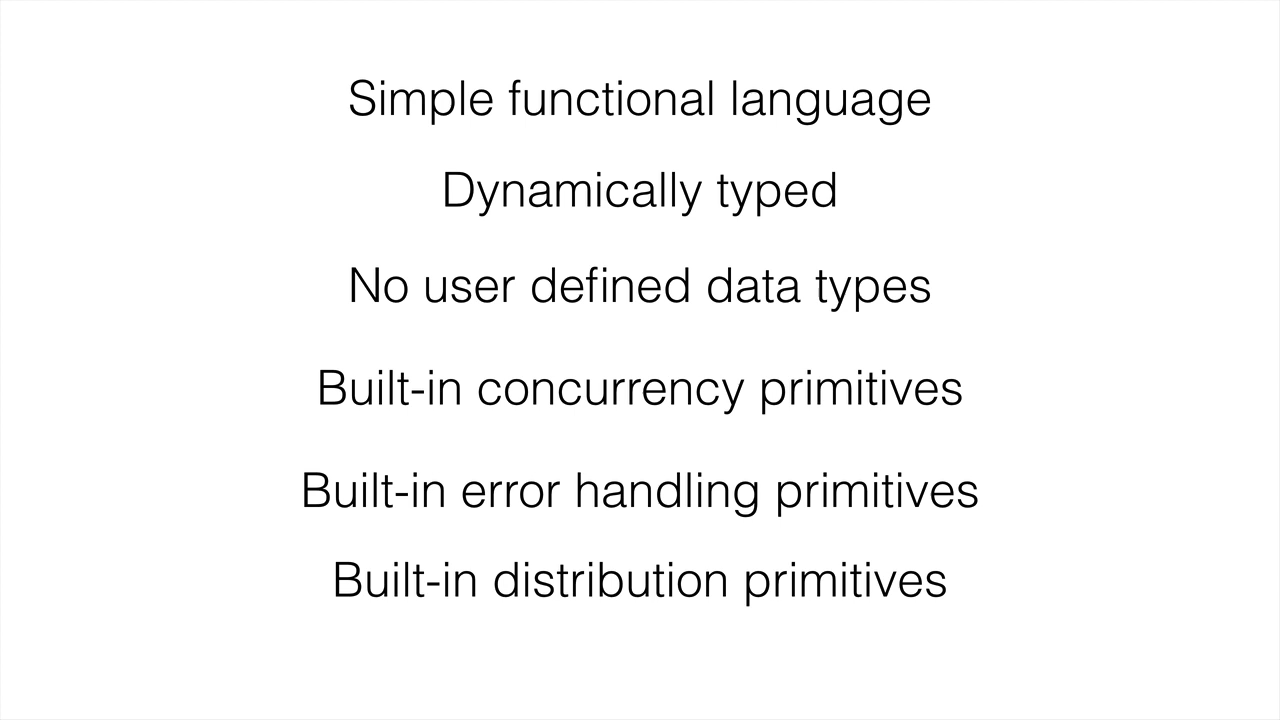 Simple functional language
Dynamically typed
No user defined data types
Built-in concurrency primitives
Built-in error handling primitives
Built-in distribution primitives